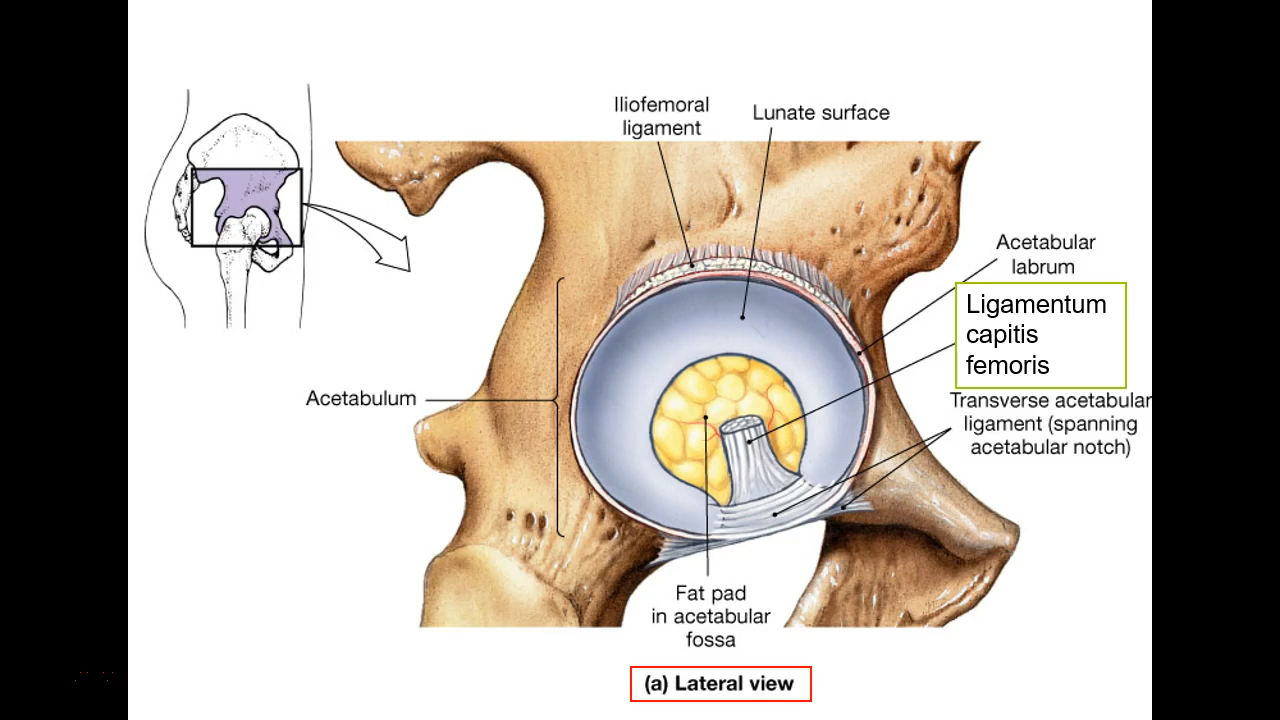 Iliofemoral
ligament
Lunate surface
Acetabular
labrum
Ligamentum
capitis
femoris
Acetabulum
Transverse acetabular
ligament (spanning
acetabular notch)
Fat pad
in acetabular
fossa
(a) Lateral view